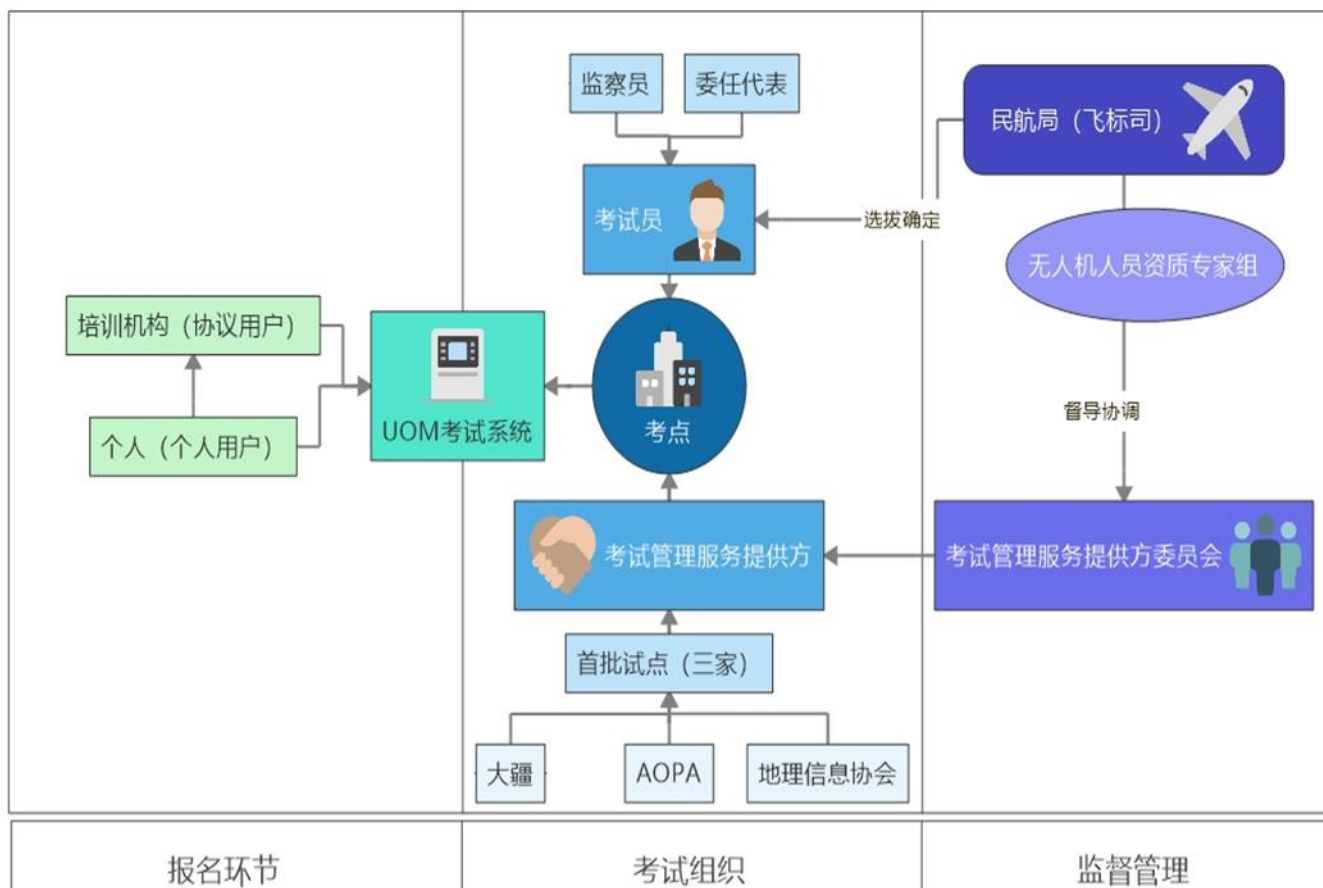 监察员
委任代表
民航局（飞标司）
考试员
选拔确定
无人机人员资质专家组
培训机构（协议用户）
个人（个人用户）
UOM考试系统
考点
督导协调
考试管理服务提供方
考试管理服务提供方委员会
首批试点（三家）
大疆
AOPA
地理信息协会
报名环节
考试组织
监督管理